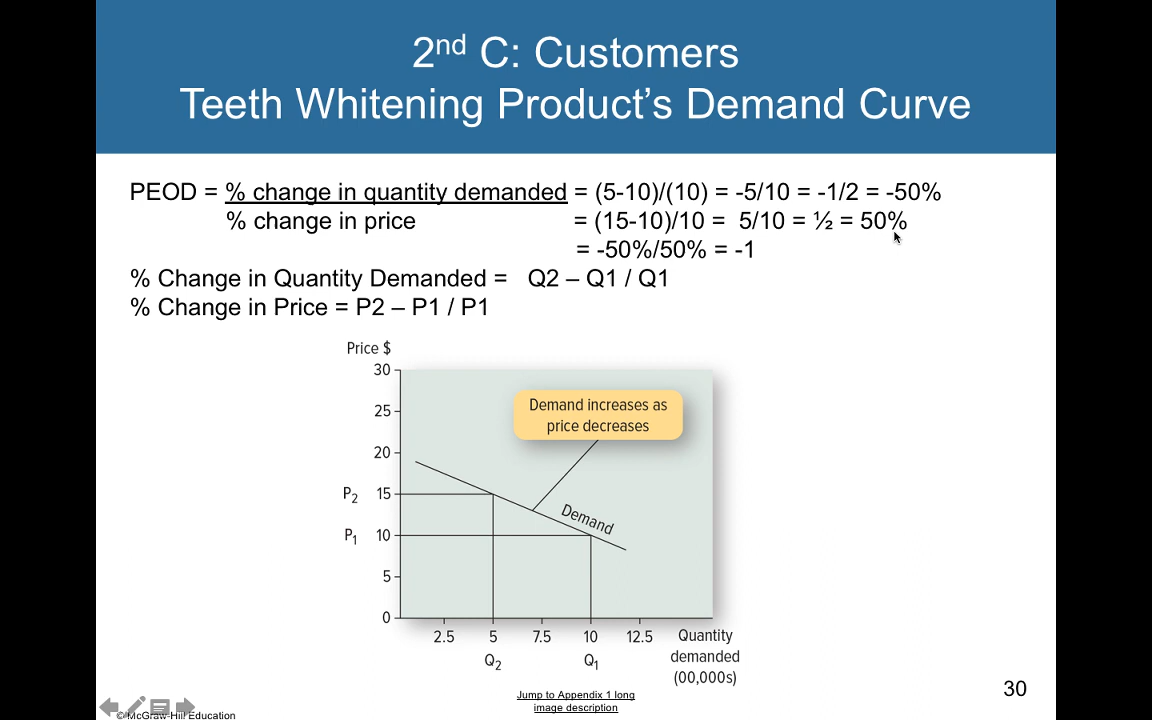 2nd C: Customers
Teeth Whitening Product's Demand Curve
PEOD = % change in quantity demanded = (5-10)/(10) = -5/10 = -1/2 = -50%
% change in price = (15-10)/10 = 5/10 = ½ = 50%
= -50%/50% = -1
% Change in Quantity Demanded = Q2 – Q1 / Q1
% Change in Price = P2 – P1 / P1
Price $
30
25
20
P2 15
P1 10
5
0
Demand increases as
price decreases
Demand
2.5 5 7.5 10 12.5 Quantity
demanded
(00,000s)
Q2 Q1
Jump to Appendix 1 long
image description
30
© McGraw-Hill Education